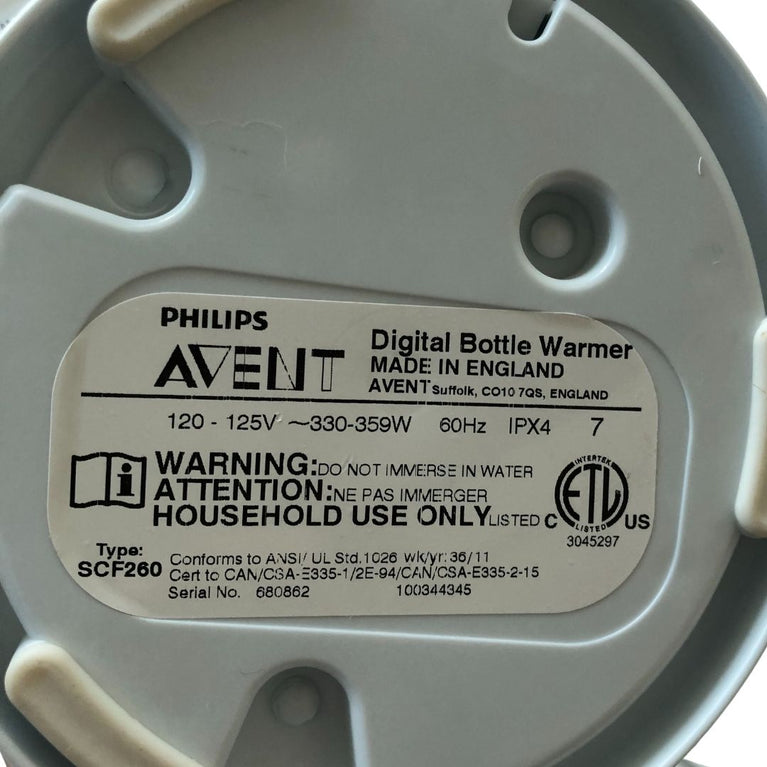 PHILIPS
AVENT
Digital Bottle Warmer
MADE IN ENGLAND
AVENT Suffolk, CO10 7QS, ENGLAND
120 - 125V ~330-359W 60Hz IPX4 7
WARNING:DO NOT IMMERSE IN WATER
ATTENTION:NE PAS IMMERGER
HOUSEHOLD USE ONLY LISTED
INTERTEK
C ETL US
LISTED
3045297
Type:
SCF260
Conforms to ANSI/ UL Std.1026 wk/yr: 36/11
Cert to CAN/CSA-E335-1/2E-94/CAN/CSA-E335-2-15
Serial No. 680862 100344345